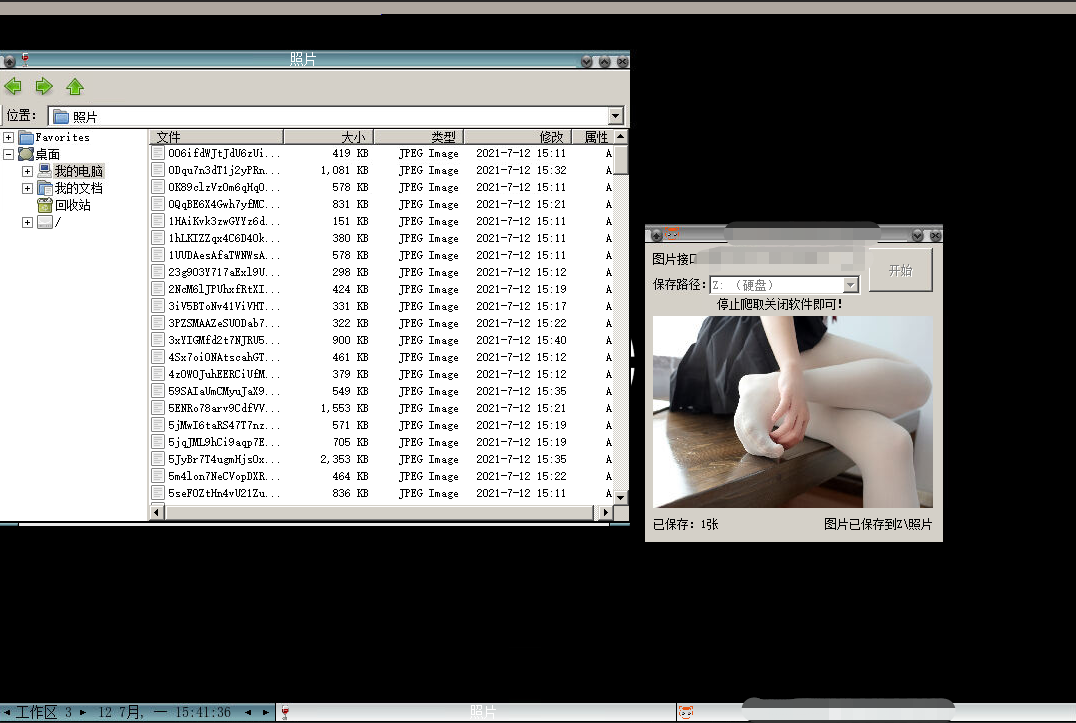 照片
位置： 照片
Favorites
桌面
我的电脑
我的文档
回收站
/
文件 大小 类型 修改 属性
006ifdWJtJdU6zUi... 419 KB JPEG Image 2021-7-12 15:11 A
0Dqu7n3dT1j2yPRn... 1,081 KB JPEG Image 2021-7-12 15:32 A
0K89clzVzOm6qHqO... 578 KB JPEG Image 2021-7-12 15:11 A
0QqBE6X4Gwh7yfMC... 831 KB JPEG Image 2021-7-12 15:21 A
1HAiKvk3zwGYYz6d... 151 KB JPEG Image 2021-7-12 15:11 A
1hLKIZZqx4C6D4Ok... 380 KB JPEG Image 2021-7-12 15:11 A
1UUDAesAfaTWNWsA... 578 KB JPEG Image 2021-7-12 15:11 A
23g903Y717aExl9U... 298 KB JPEG Image 2021-7-12 15:12 A
2NcM6lJPUhxfRtXI... 424 KB JPEG Image 2021-7-12 15:19 A
3iV5BToNv41ViVHT... 331 KB JPEG Image 2021-7-12 15:17 A
3PZSMAAZeSUODab7... 322 KB JPEG Image 2021-7-12 15:22 A
3xYIGMfd2t7NJRU5... 900 KB JPEG Image 2021-7-12 15:40 A
4Sx7oiONAtscahGT... 461 KB JPEG Image 2021-7-12 15:12 A
4zOWOJuhEERCiUfM... 379 KB JPEG Image 2021-7-12 15:12 A
59SAIaUmCMyuJaX9... 549 KB JPEG Image 2021-7-12 15:35 A
5ENRo78arv9CdfVV... 1,553 KB JPEG Image 2021-7-12 15:21 A
5jMwI6taRS47T7nz... 571 KB JPEG Image 2021-7-12 15:19 A
5jqJML9hCi9aqp7E... 705 KB JPEG Image 2021-7-12 15:19 A
5JyBr7T4ugmHjsOx... 2,353 KB JPEG Image 2021-7-12 15:35 A
5m4lon7NeCVopDXR... 464 KB JPEG Image 2021-7-12 15:22 A
5seFOZtHn4vU21Zu... 836 KB JPEG Image 2021-7-12 15:11 A
图片接口
开始
保存路径: Z: （硬盘）
停止爬取关闭软件即可！
已保存: 1张 图片已保存到Z\照片
工作区 3 12 7月, 一 15:41:36 照片